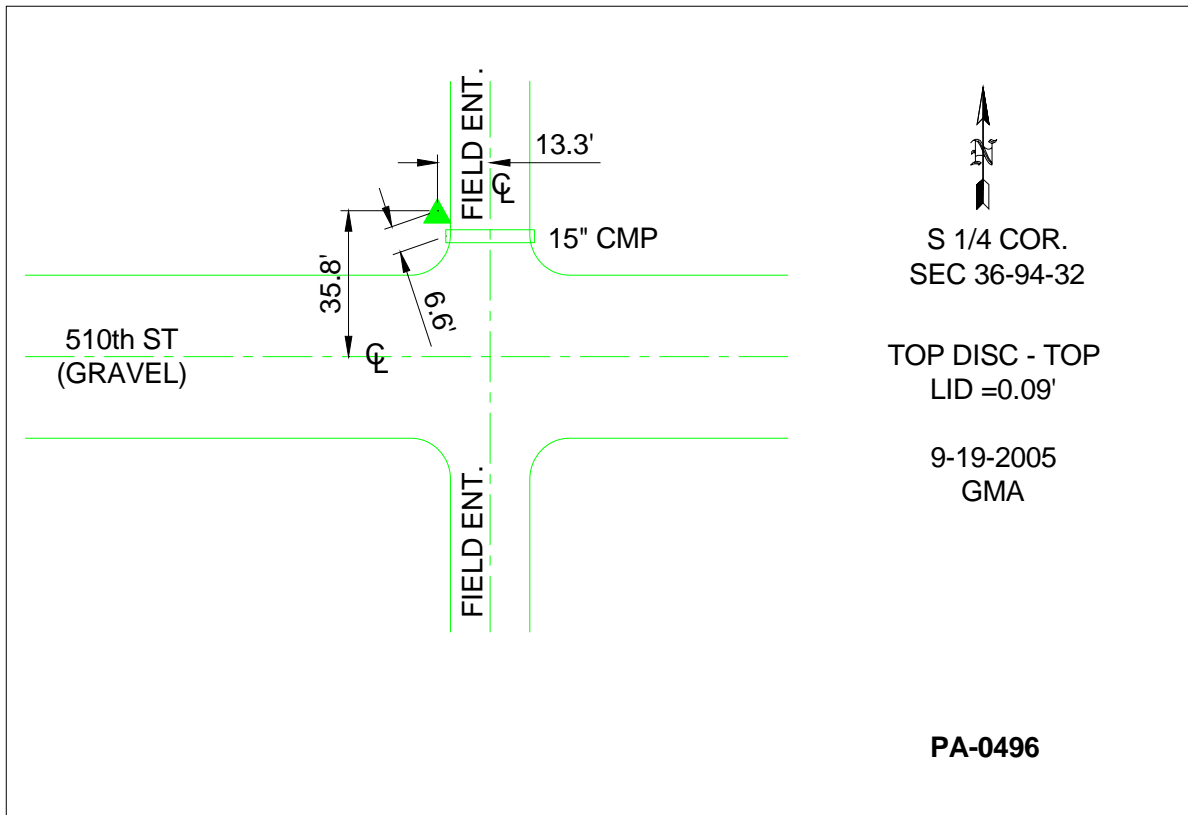 FIELD ENT.
13.3'
℄
15" CMP
35.8'
6.6'
510th ST
(GRAVEL)
℄
FIELD ENT.
N
S 1/4 COR.
SEC 36-94-32
TOP DISC - TOP
LID =0.09'
9-19-2005
GMA
PA-0496